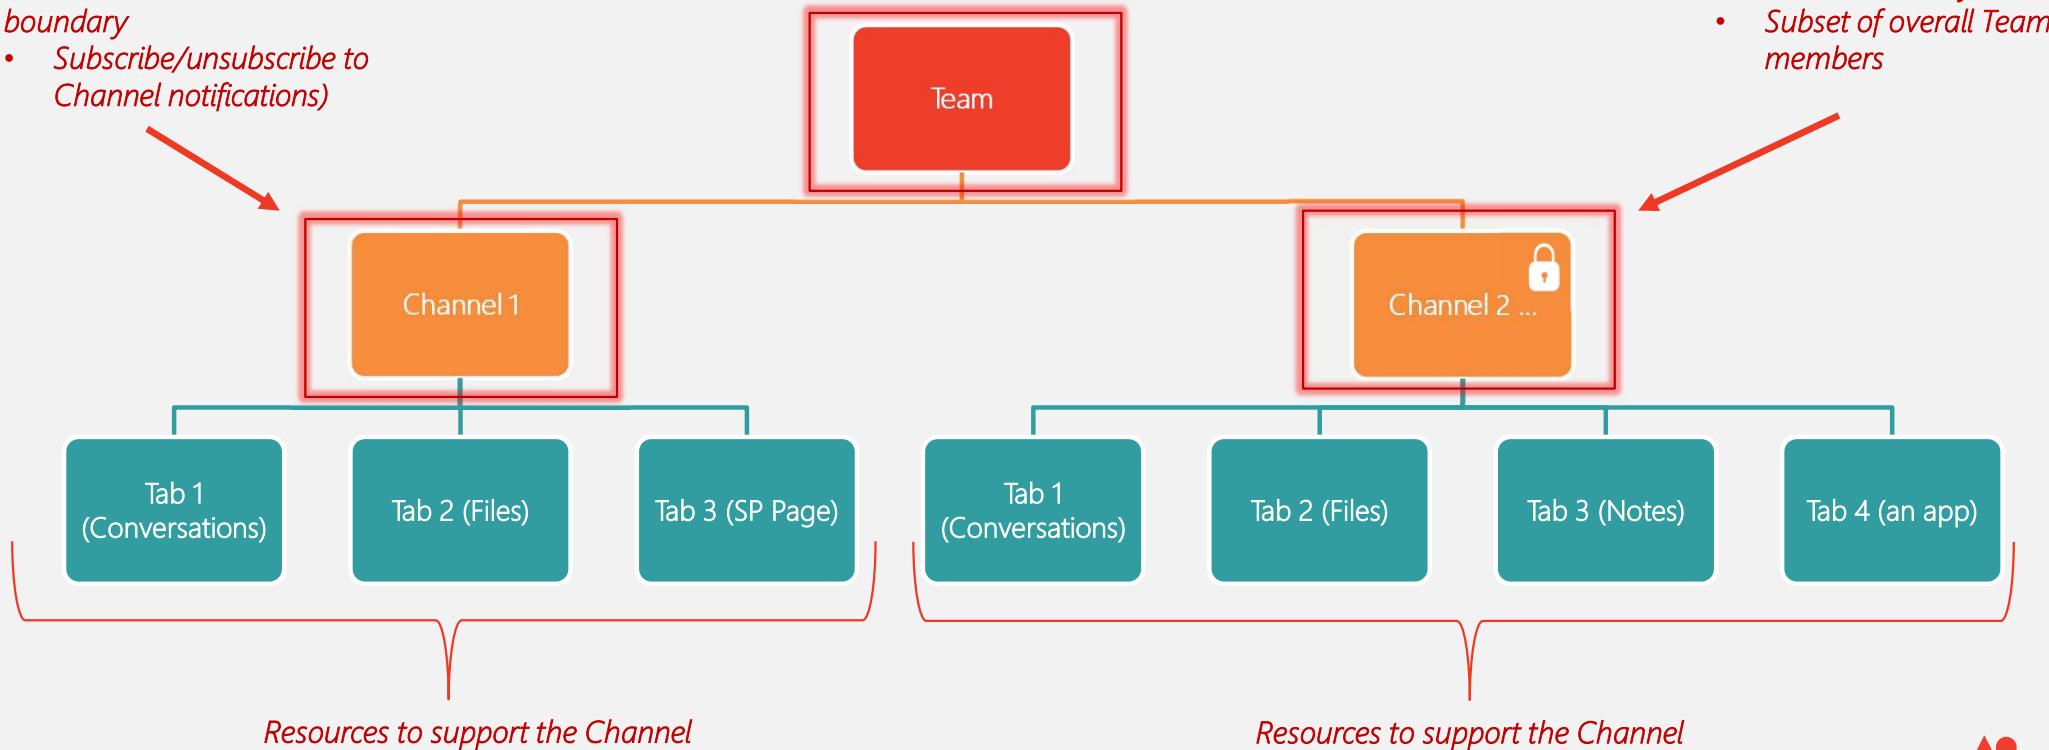 boundary
• Subscribe/unsubscribe to
Channel notifications)
• Subset of overall Team
members
Team
Channel 1
Channel 2 ...
Tab 1
(Conversations)
Tab 2 (Files)
Tab 3 (SP Page)
Tab 1
(Conversations)
Tab 2 (Files)
Tab 3 (Notes)
Tab 4 (an app)
Resources to support the Channel
Resources to support the Channel